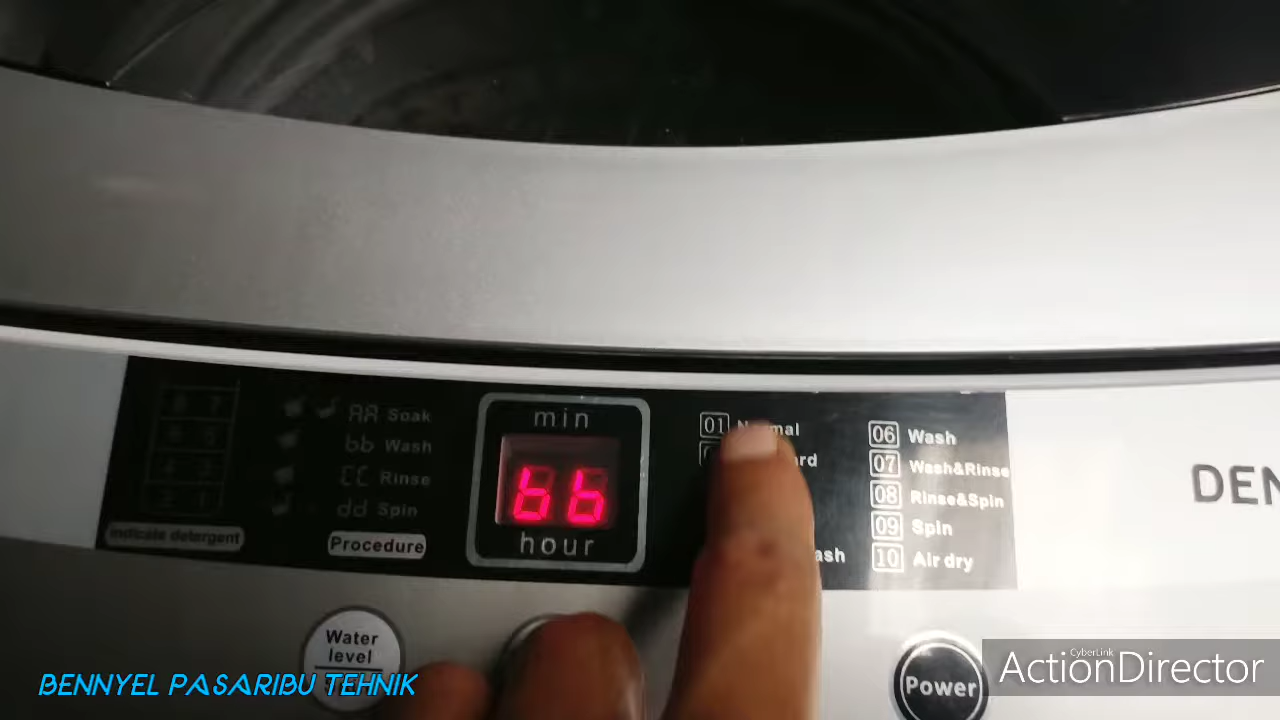 AA Soak
bb Wash
CC Rinse
dd Spin
indicate detergent
Procedure
min
bb
hour
01
06 Wash
07 Wash&Rinse
08 Rinse&Spin
09 Spin
10 Air dry
DEN
Water
level
Power
BENNYEL PASARIBU TEHNIK
CyberLink
ActionDirector